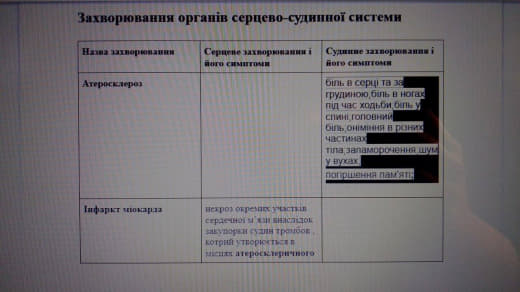 Захворювання органів серцево-судинної системи
Назва захворювання
Серцеве захворювання і
його симптоми
Судинне захворювання і
його симптоми
Атеросклероз
біль в серці та за
грудиною,біль в ногах
під час ходьби,біль у
спині,головний
біль,оніміння в різних
частинах
тіла,запаморочення,шум
у вухах,
погіршення пам'яті;
Інфаркт міокарда
некроз окремих участків
сердечної м'язи внаслідок
закупорки судин тромбов ,
котрий утворюється в
місцях атеросклеричного